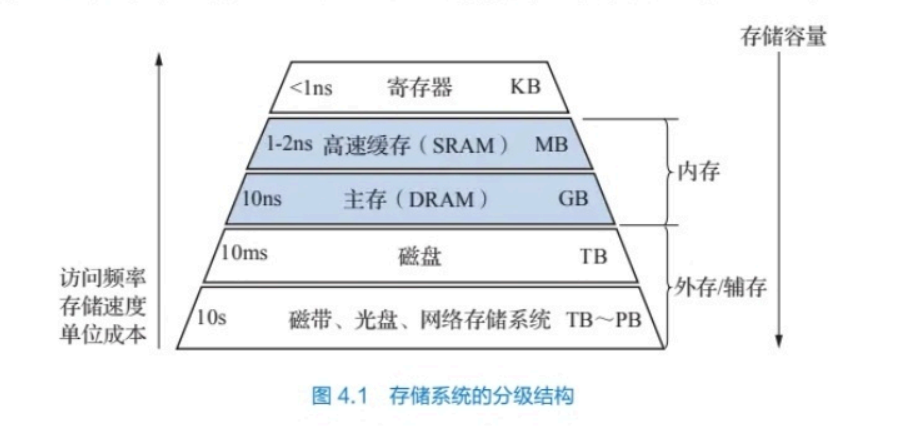 存储容量
<1ns 寄存器 KB
1-2ns 高速缓存（SRAM） MB
内存
10ns 主存（DRAM） GB
10ms 磁盘 TB
外存/辅存
10s 磁带、光盘、网络存储系统 TB～PB
访问频率
存储速度
单位成本
图 4.1 存储系统的分级结构